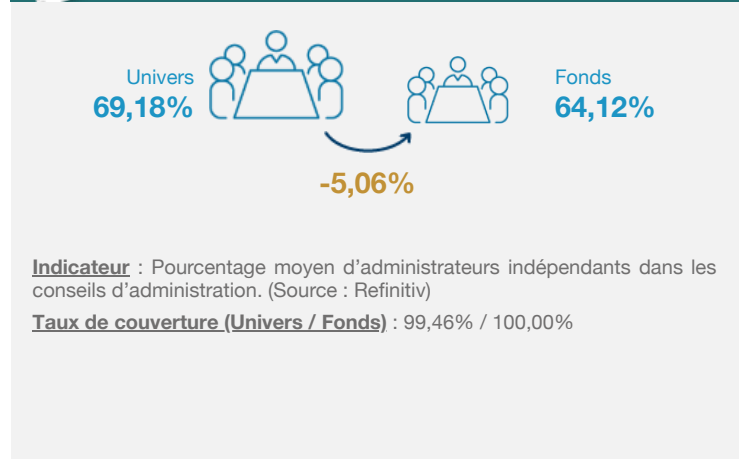 Univers
69,18%
Fonds
64,12%
-5,06%
Indicateur : Pourcentage moyen d’administrateurs indépendants dans les
conseils d’administration. (Source : Refinitiv)
Taux de couverture (Univers / Fonds) : 99,46% / 100,00%